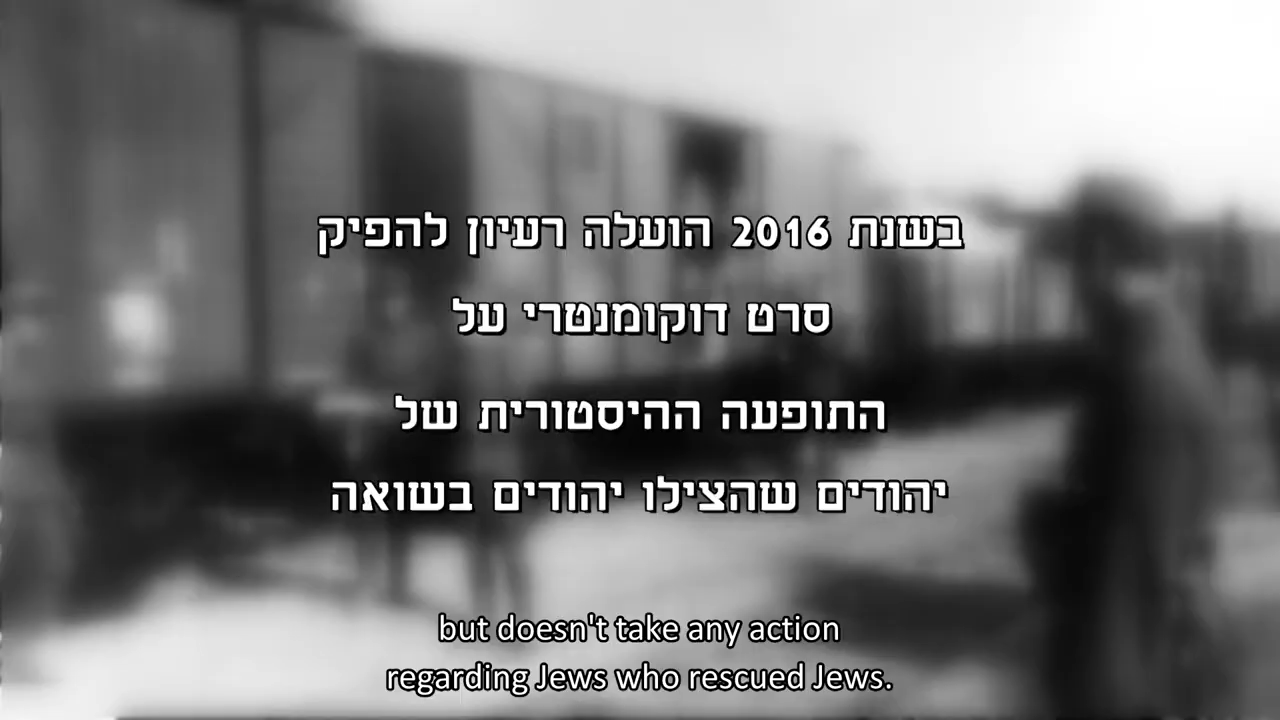 בשנת 2016 הועלה רעיון להפיק
סרט דוקומנטרי על
התופעה ההיסטורית של
יהודים שהצילו יהודים בשואה
but doesn't take any action
regarding Jews who rescued Jews.